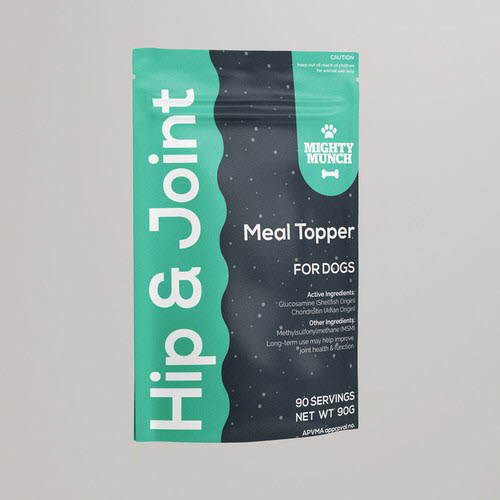 CAUTION
keep out of reach of children
for animal use only
MIGHTY
MUNCH
Hip & Joint
Meal Topper
FOR DOGS
Active Ingredients:
Glucosamine (Shellfish Origin)
Chondroitin (Avian Origin)
Other Ingredients:
Methylsulfonylmethane (MSM)
Long-term use may help improve
joint health & function
90 SERVINGS
NET WT 90G
APVMA approval no.